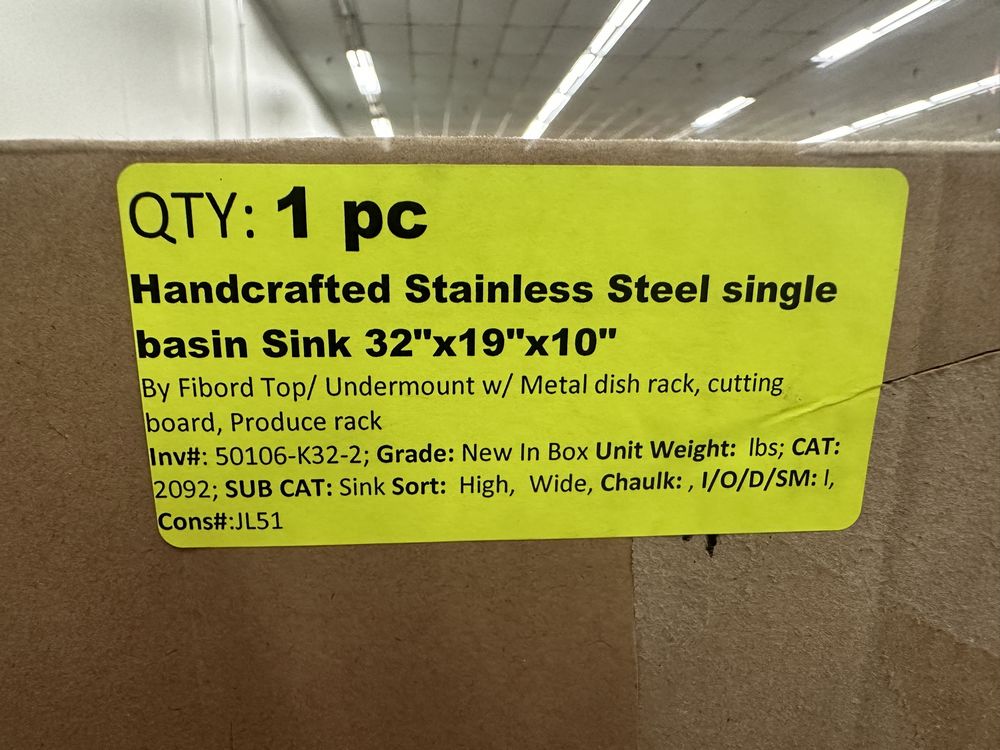 QTY: 1 pc
Handcrafted Stainless Steel single
basin Sink 32"x19"x10"
By Fibord Top/ Undermount w/ Metal dish rack, cutting
board, Produce rack
Inv#: 50106-K32-2; Grade: New In Box Unit Weight: lbs; CAT:
2092; SUB CAT: Sink Sort: High, Wide, Chaulk: , I/O/D/SM: I,
Cons#:JL51